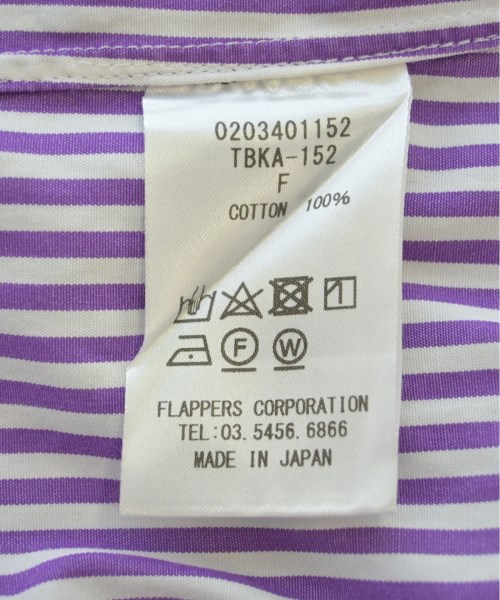 0203401152
TBKA-152
F
COTTON 100%
F W
FLAPPERS CORPORATION
TEL:03.5456.6866
MADE IN JAPAN